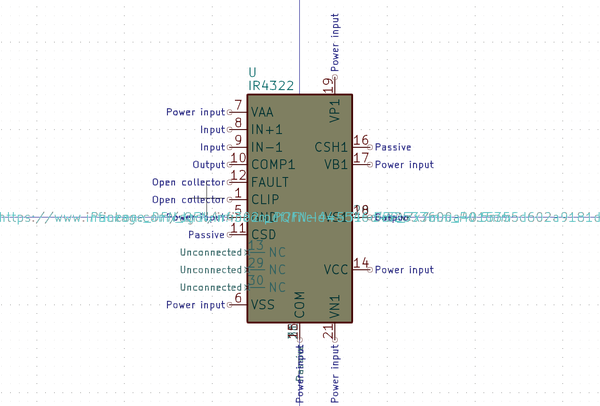 Power input
19
U
IR4322
VP1
Power input 7 VAA
Input 8 IN+1
Input 9 IN-1
CSH1 16 Passive
Output 10 COMP1
VB1 17 Power input
Open collector 12 FAULT
Open collector 1 CLIP
Passive 11 CSD
Unconnected 13 NC
Unconnected 29 NC
VCC 14 Power input
Unconnected 30 NC
Power input 6 VSS
COM
VN1
21
Power input